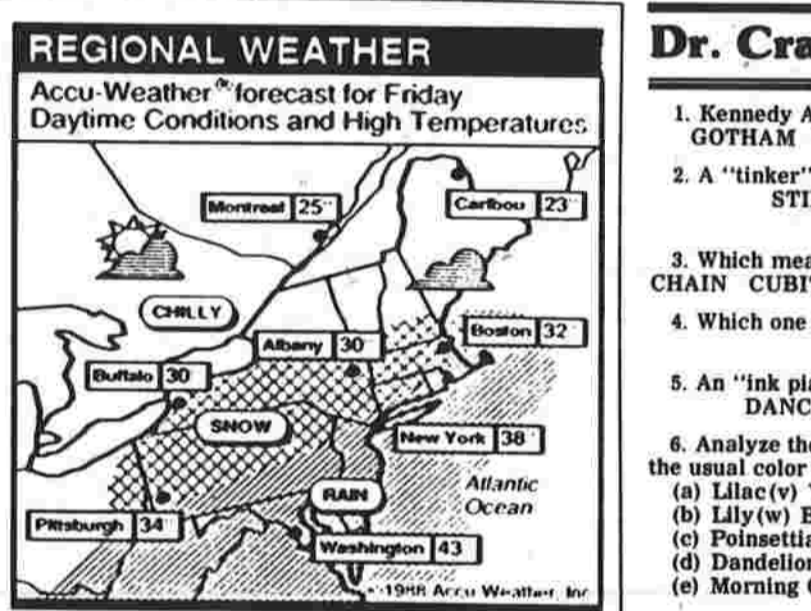 REGIONAL WEATHER
Accu-Weather® forecast for Friday
Daytime Conditions and High Temperatures
Montreal 25°
Caribou 23°
CHILLY
Albany 30°
Boston 32°
Buffalo 30°
SNOW
New York 38°
Atlantic
Ocean
RAIN
Pittsburgh 34°
Washington 43
©1988 Accu-Weather, Inc.
Dr. Cra
1. Kennedy A
GOTHAM
2. A "tinker"
STI
3. Which mea
CHAIN CUBI
4. Which one
5. An "ink pla
DANC
6. Analyze the
the usual color
(a) Lilac(v)
(b) Lily(w)
(c) Poinsettia
(d) Dandelion
(e) Morning